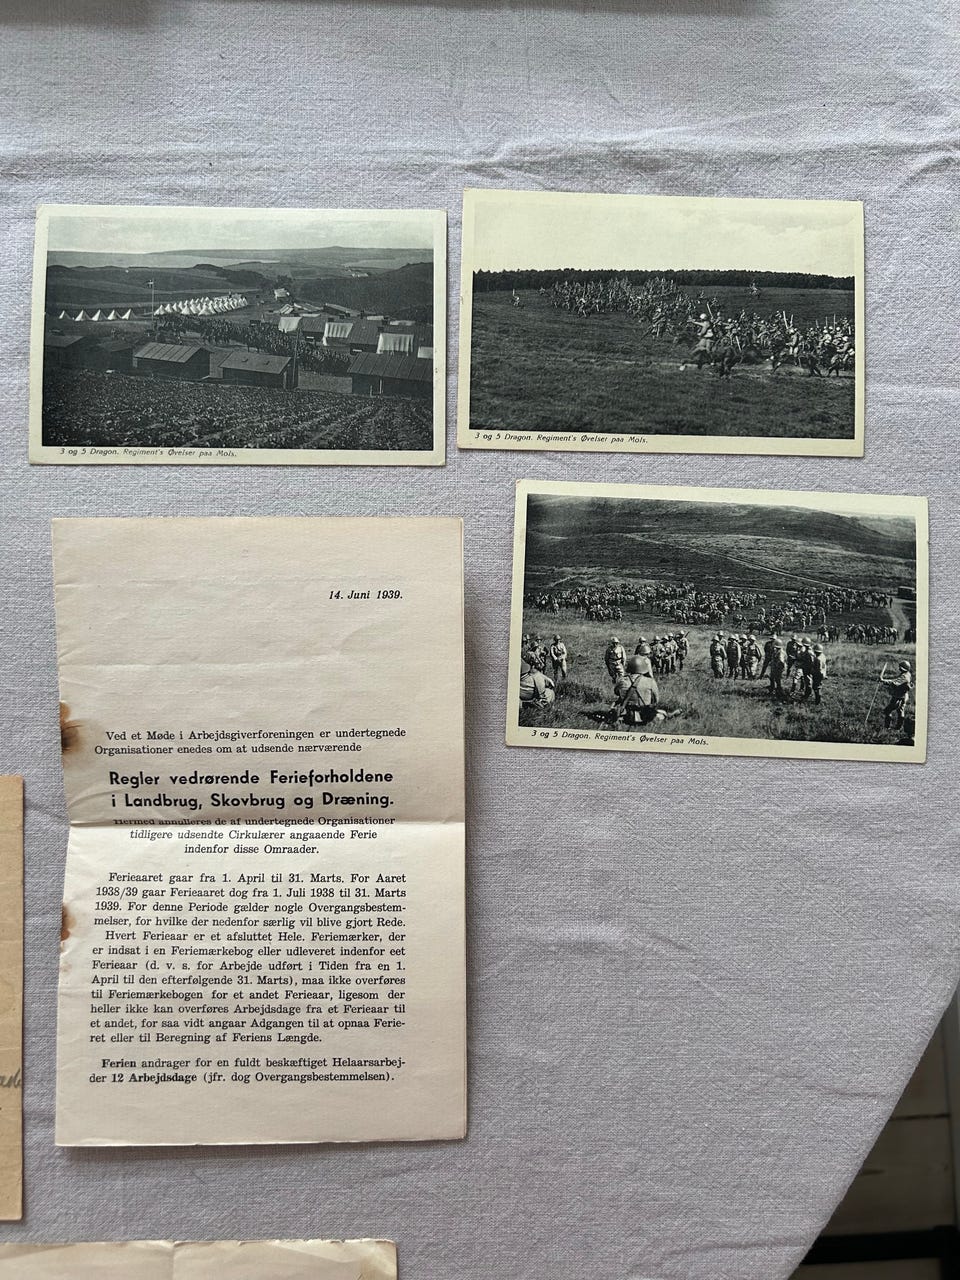 3 og 5 Dragon. Regiment's Øvelser paa Mols.
3 og 5 Dragon. Regiment's Øvelser paa Mols.
3 og 5 Dragon. Regiment's Øvelser paa Mols.
14. Juni 1939.
Ved et Møde i Arbejdsgiverforeningen er undertegnede
Organisationer enedes om at udsende nærværende
Regler vedrørende Ferieforholdene
i Landbrug, Skovbrug og Dræning.
Hermed annulleres de af undertegnede Organisationer
tidligere udsendte Cirkulærer angaaende Ferie
indenfor disse Omraader.
Ferieaaret gaar fra 1. April til 31. Marts. For Aaret
1938/39 gaar Ferieaaret dog fra 1. Juli 1938 til 31. Marts
1939. For denne Periode gælder nogle Overgangsbestem-
melser, for hvilke der nedenfor særlig vil blive gjort Rede.
Hvert Ferieaar er et afsluttet Hele. Feriemærker, der
er indsat i en Feriemærkebog eller udleveret indenfor eet
Ferieaar (d. v. s. for Arbejde udført i Tiden fra en 1.
April til den efterfølgende 31. Marts), maa ikke overføres
til Feriemærkebogen for et andet Ferieaar, ligesom der
heller ikke kan overføres Arbejdsdage fra et Ferieaar til
et andet, for saa vidt angaar Adgangen til at opnaa Ferie-
ret eller til Beregning af Feriens Længde.
Ferien andrager for en fuldt beskæftiget Helaarsarbej-
der 12 Arbejdsdage (jfr. dog Overgangsbestemmelsen).